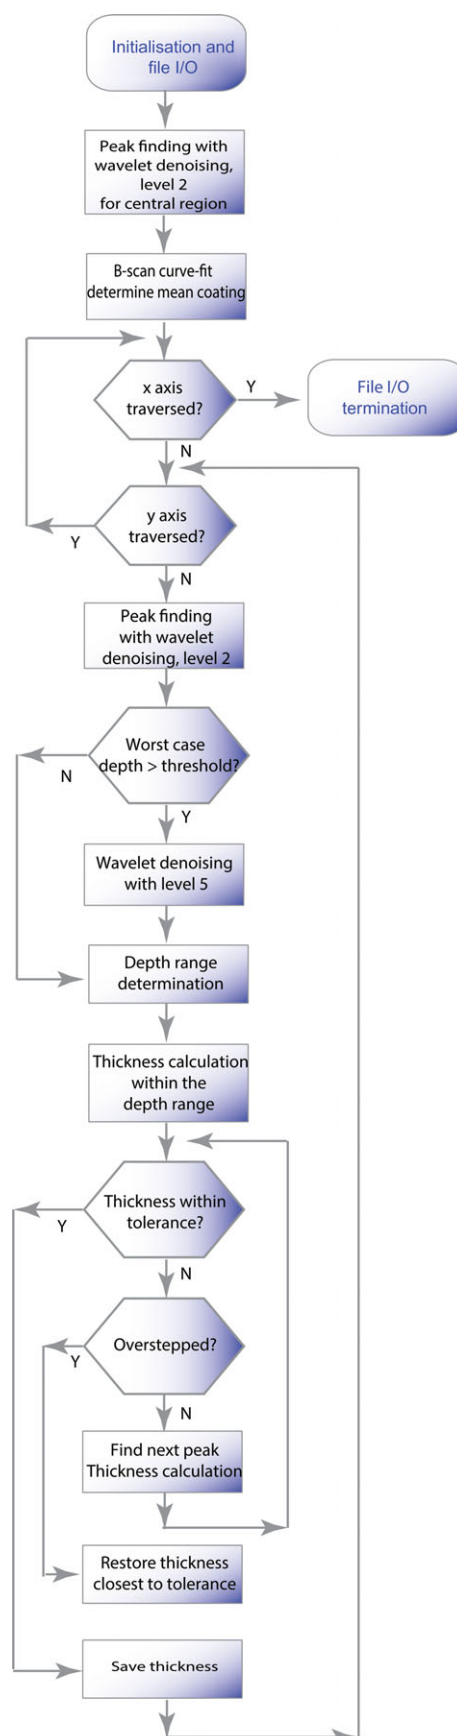 Initialisation and
file I/O
Peak finding with
wavelet denoising,
level 2
for central region
B-scan curve-fit
determine mean coating
x axis
traversed?
Y
File I/O
termination
N
y axis
traversed?
Y
N
Peak finding
with wavelet
denoising, level 2
Worst case
depth > threshold?
N
Y
Wavelet denoising
with level 5
Depth range
determination
Thickness calculation
within the
depth range
Thickness within
tolerance?
Y
N
Overstepped?
Y
N
Find next peak
Thickness calculation
Restore thickness
closest to tolerance
Save thickness